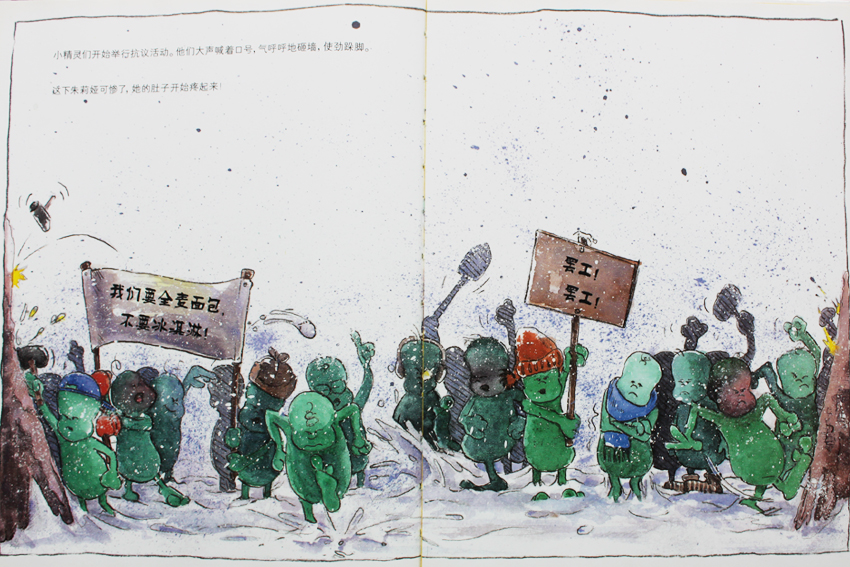 小精灵们开始举行抗议活动。他们大声喊着口号，气呼呼地砸墙、使劲跺脚。
这下朱莉娅可惨了，她的肚子开始疼起来！
我们要全麦面包，
不要冰淇淋！
罢工！
罢工！